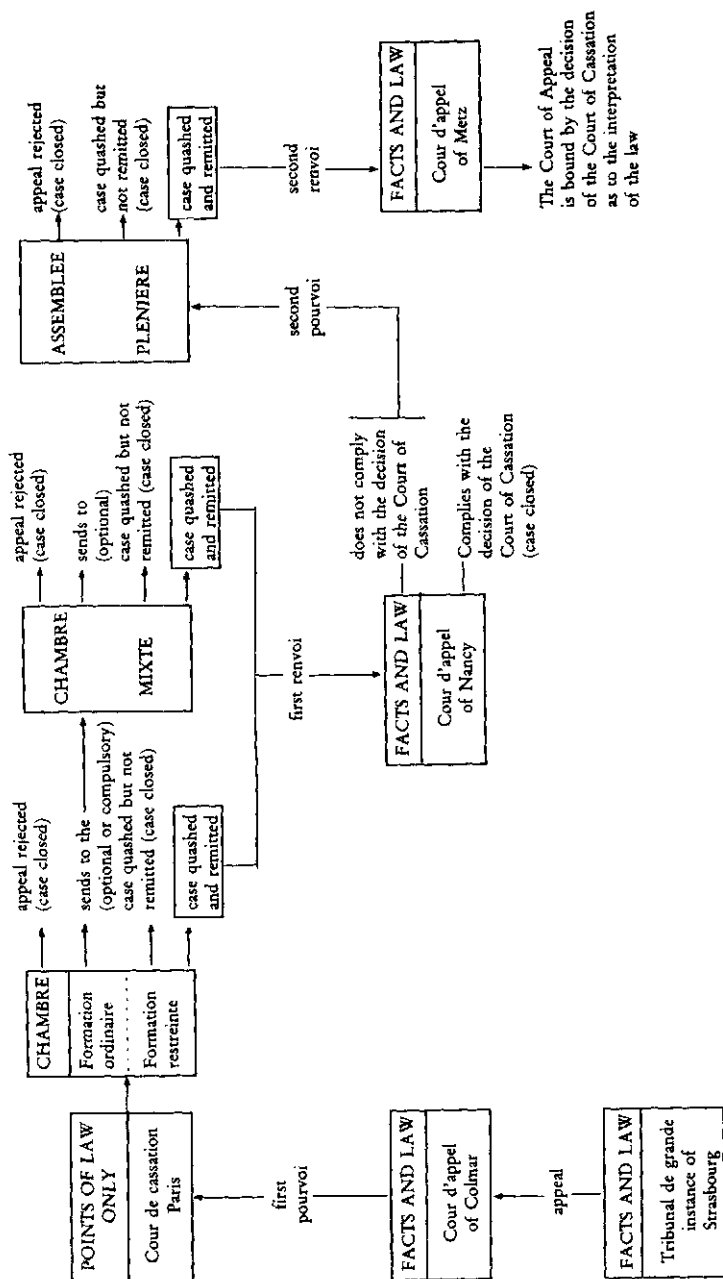 POINTS OF LAW
ONLY
Cour de cassation
Paris
first
pourvoi
FACTS AND LAW
Cour d'appel
of Colmar
appeal
FACTS AND LAW
Tribunal de grande
instance of
Strasbourg
CHAMBRE
Formation
ordinaire
Formation
restreinte
appeal rejected
(case closed)
sends to the
(optional or compulsory)
case quashed but not
remitted (case closed)
case quashed
and remitted
CHAMBRE
MIXTE
appeal rejected
(case closed)
sends to
(optional)
case quashed but not
remitted (case closed)
case quashed
and remitted
first renvoi
FACTS AND LAW
Cour d'appel
of Nancy
does not comply
with the decision
of the Court of
Cassation
Complies with the
decision of the
Court of Cassation
(case closed)
second
pourvoi
ASSEMBLEE
PLENIERE
appeal rejected
(case closed)
case quashed but
not remitted
(case closed)
case quashed
and remitted
second
renvoi
FACTS AND LAW
Cour d'appel
of Metz
The Court of Appeal
is bound by the decision
of the Court of Cassation
as to the interpretation
of the law